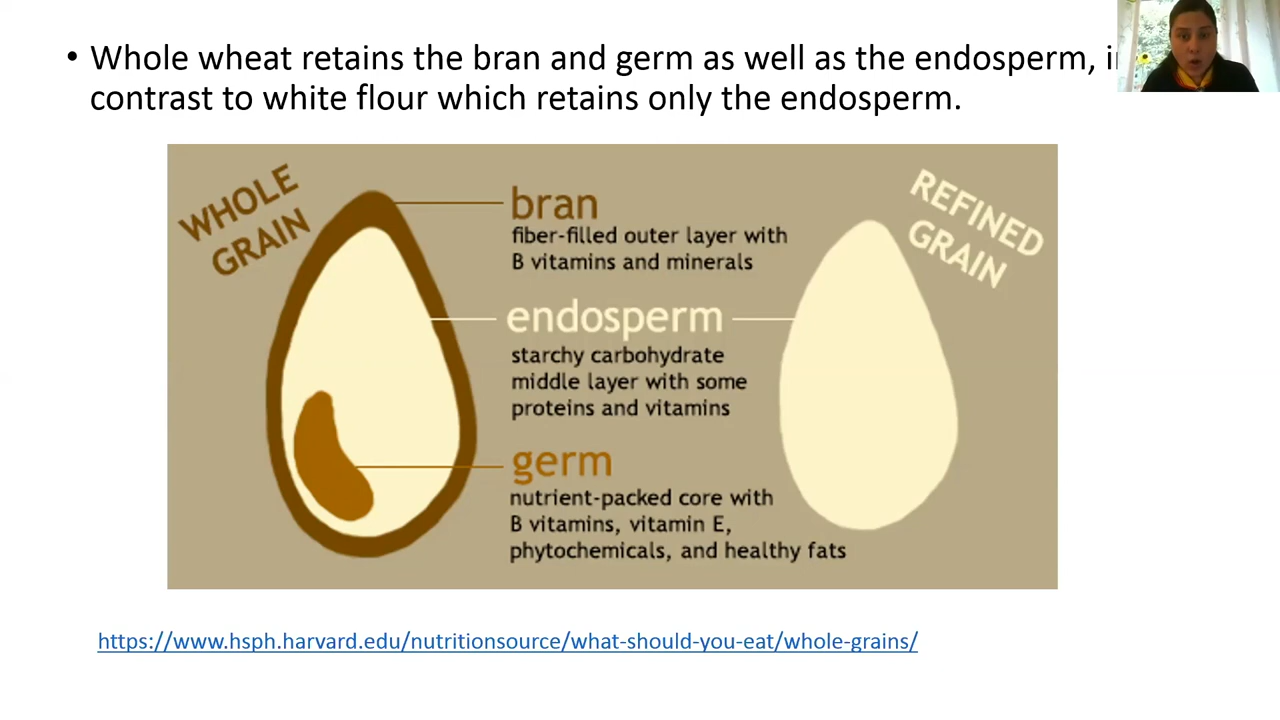 • Whole wheat retains the bran and germ as well as the endosperm,
contrast to white flour which retains only the endosperm.
WHOLE
GRAIN
bran
fiber-filled outer layer with
B vitamins and minerals
endosperm
starchy carbohydrate
middle layer with some
proteins and vitamins
germ
nutrient-packed core with
B vitamins, vitamin E,
phytochemicals, and healthy fats
REFINED
GRAIN
https://www.hsph.harvard.edu/nutritionsource/what-should-you-eat/whole-grains/